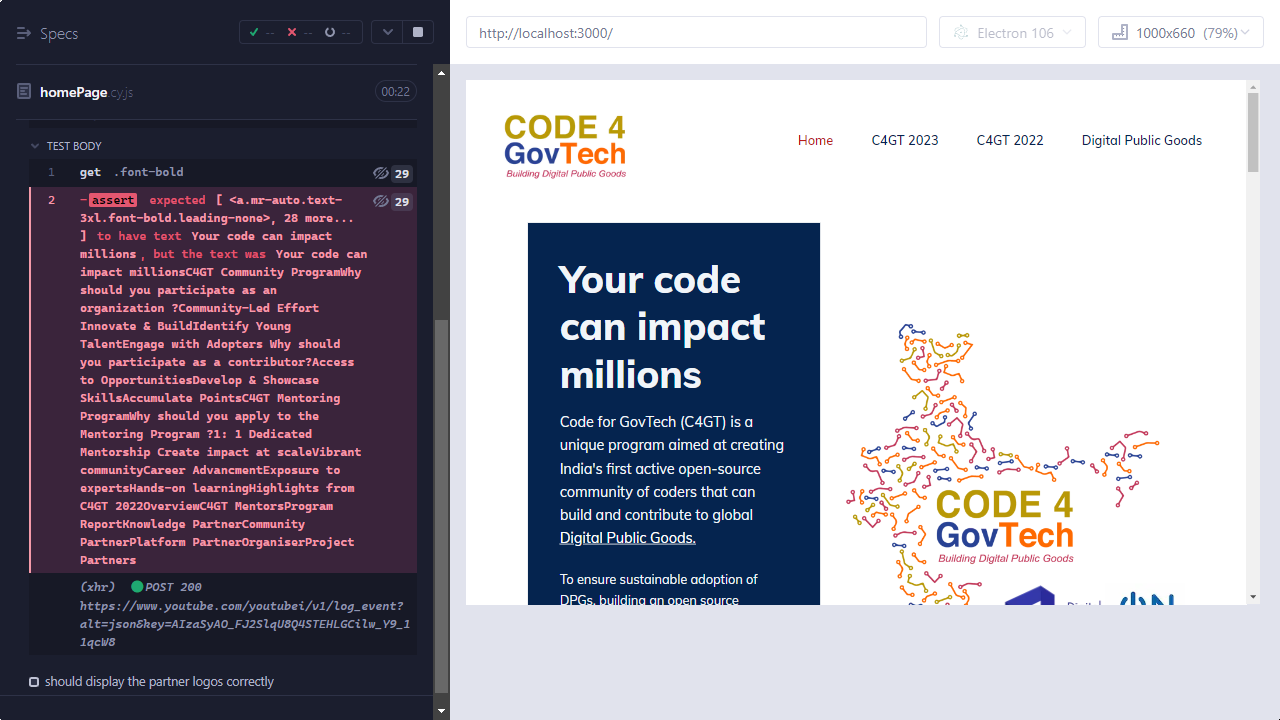 Specs
--
--
--
homePage.cy.js
00:22
TEST BODY
1 get .font-bold 29
2 -assert expected [ <a.mr-auto.text-
29
3xl.font-bold.leading-none>, 28 more...
] to have text Your code can impact
millions, but the text was Your code can
impact millionsC4GT Community ProgramWhy
should you participate as an
organization ?Community-Led Effort
Innovate & BuildIdentify Young
TalentEngage with Adopters Why should
you participate as a contributor?Access
to OpportunitiesDevelop & Showcase
SkillsAccumulate PointsC4GT Mentoring
ProgramWhy should you apply to the
Mentoring Program ?1: 1 Dedicated
Mentorship Create impact at scaleVibrant
communityCareer AdvancmentExposure to
expertsHands-on learningHighlights from
C4GT 2022OverviewC4GT MentorsProgram
ReportKnowledge PartnerCommunity
PartnerPlatform PartnerOrganiserProject
Partners
(xhr) POST 200
https://www.youtube.com/youtubei/v1/log_event?
alt=json&key=AIzaSyAO_FJ2SlqU8Q4STEHLGCilw_Y9_1
1qcW8
should display the partner logos correctly
http://localhost:3000/
Electron 106
1000x660 (79%)
CODE 4
GovTech
Building Digital Public Goods
Home
C4GT 2023
C4GT 2022
Digital Public Goods
Your code
can impact
millions
Code for GovTech (C4GT) is a
unique program aimed at creating
India's first active open-source
community of coders that can
build and contribute to global
Digital Public Goods.
To ensure sustainable adoption of
DPGs, building an open source
CODE 4
GovTech
Building Digital Public Goods